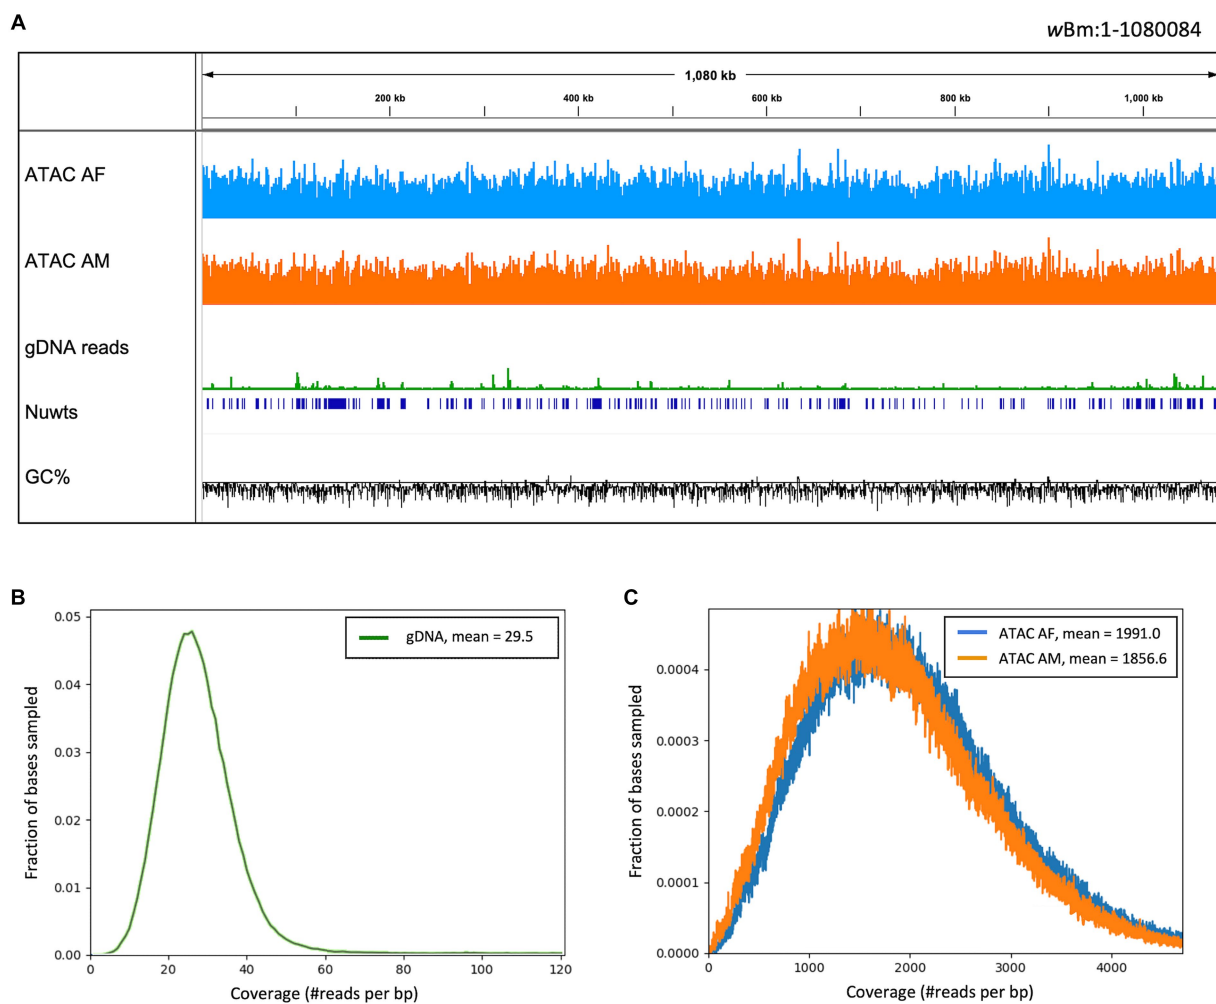 A
wBm:1-1080084
1,080 kb
200 kb 400 kb 600 kb 800 kb 1,000 kb
ATAC AF
ATAC AM
gDNA reads
Nuwts
GC%
B
gDNA, mean = 29.5
0.05
0.04
0.03
0.02
0.01
0.00
Fraction of bases sampled
0 20 40 60 80 100 120
Coverage (#reads per bp)
C
ATAC AF, mean = 1991.0
ATAC AM, mean = 1856.6
0.0004
0.0003
0.0002
0.0001
0.0000
Fraction of bases sampled
0 1000 2000 3000 4000
Coverage (#reads per bp)